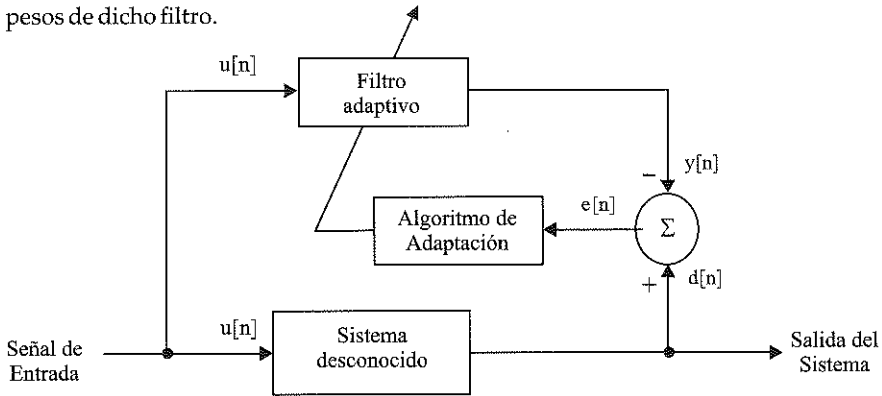 pesos de dicho filtro.
u[n]
Filtro
adaptivo
− y[n]
e[n]
Algoritmo de
Adaptación
Σ
+ d[n]
u[n]
Sistema
desconocido
Señal de
Entrada
Salida del
Sistema